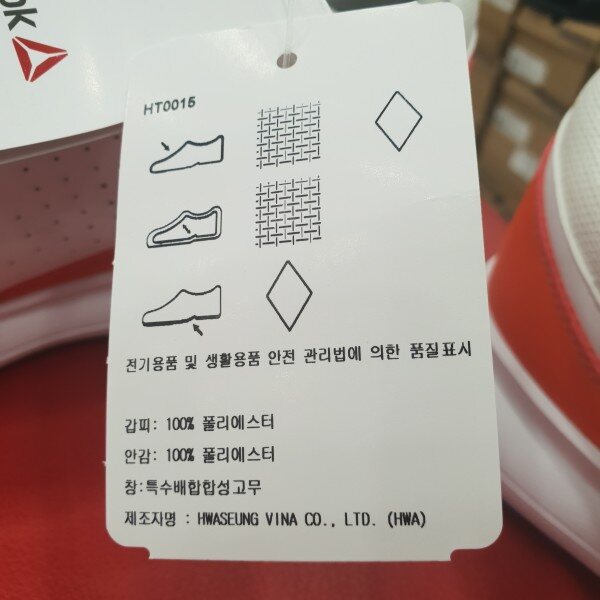 ok
HT0015
전기용품 및 생활용품 안전 관리법에 의한 품질표시
갑피: 100% 폴리에스터
안감: 100% 폴리에스터
창:특수배합합성고무
제조자명 : HWASEUNG VINA CO., LTD. (HWA)